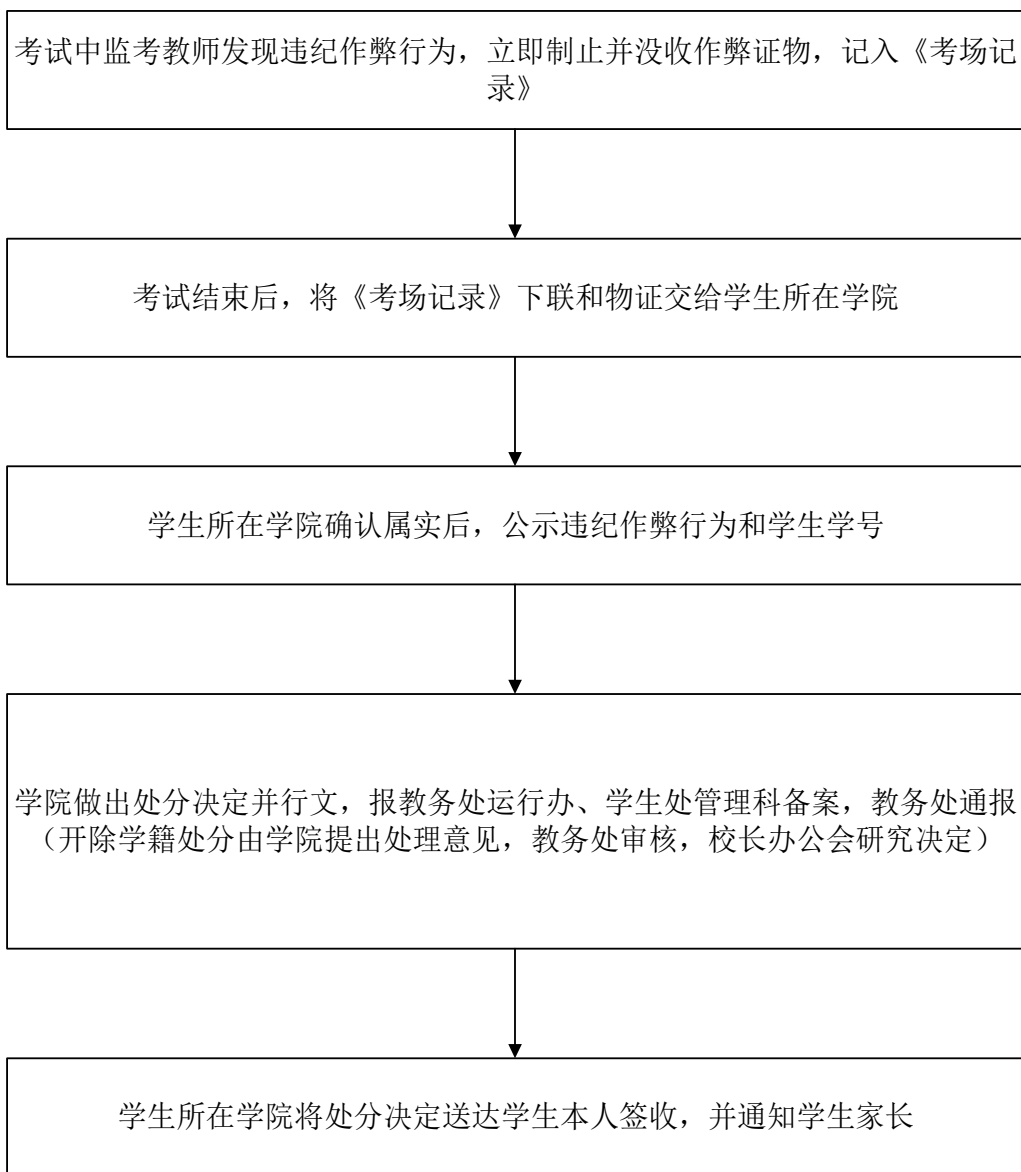 考试中监考教师发现违纪作弊行为，立即制止并没收作弊证物，记入《考场记
录》
考试结束后，将《考场记录》下联和物证交给学生所在学院
学生所在学院确认属实后，公示违纪作弊行为和学生学号
学院做出处分决定并行文，报教务处运行办、学生处管理科备案，教务处通报
（开除学籍处分由学院提出处理意见，教务处审核，校长办公会研究决定）
学生所在学院将处分决定送达学生本人签收，并通知学生家长